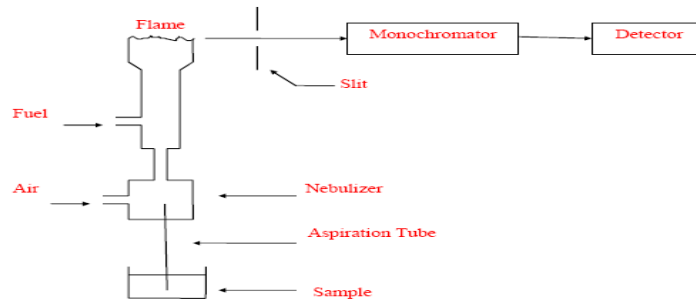 Flame
Monochromator
Detector
Slit
Fuel
Air
Nebulizer
Aspiration Tube
Sample